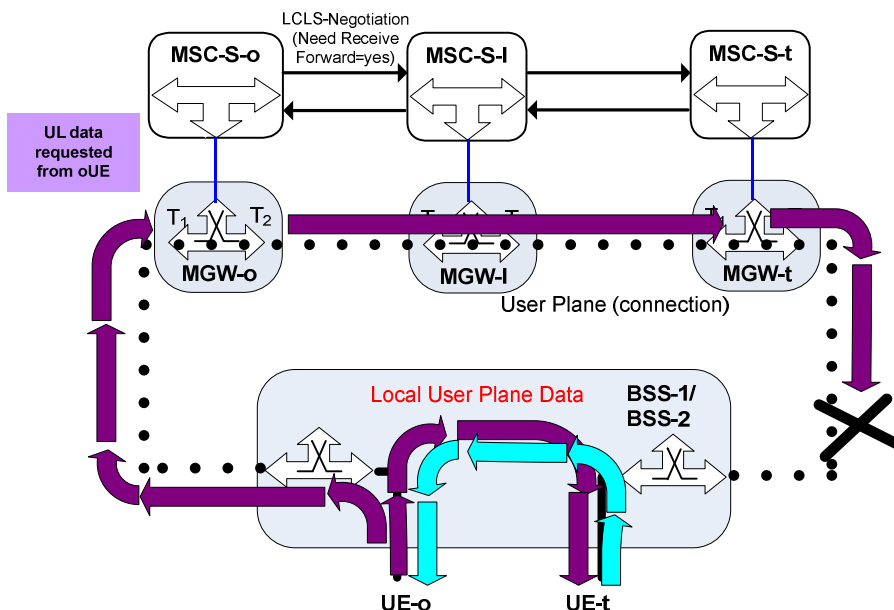 LCLS-Negotiation
(Need Receive
Forward=yes)
MSC-S-o
MSC-S-I
MSC-S-t
UL data
requested
from oUE
T1
T2
T
T
MGW-o
MGW-I
MGW-t
User Plane (connection)
Local User Plane Data
BSS-1/
BSS-2
UE-o
UE-t